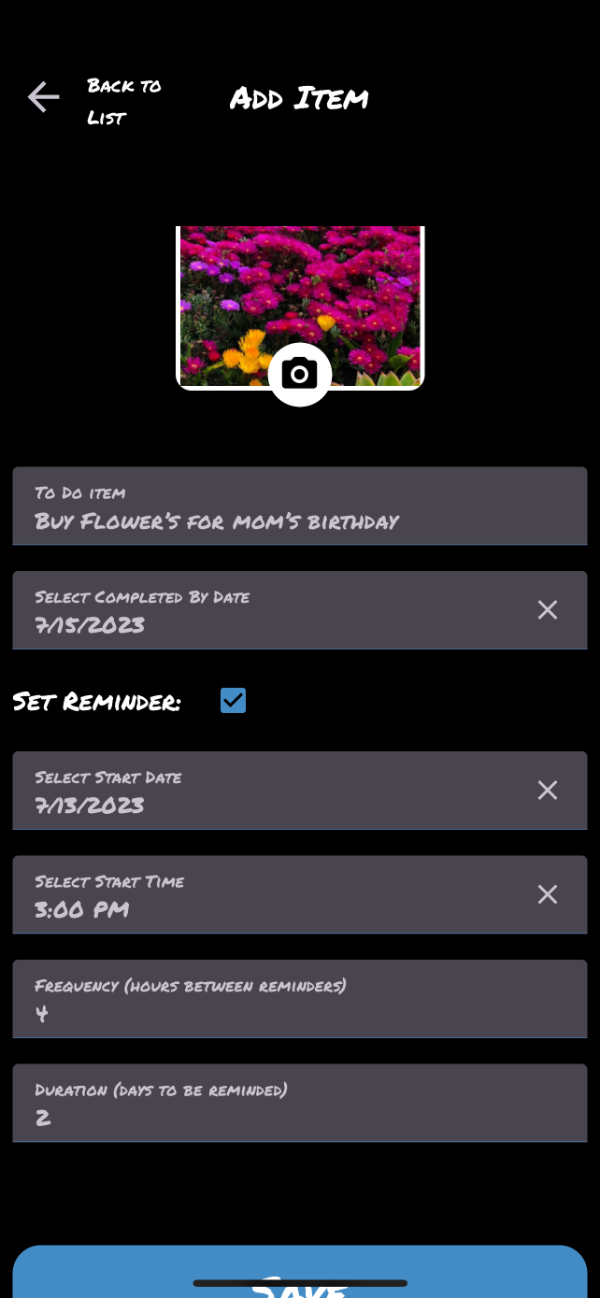 Back to
List
Add Item
To Do item
Buy Flower's for mom's birthday
Select Completed By Date
7/15/2023
Set Reminder:
Select Start Date
7/13/2023
Select Start Time
3:00 PM
Frequency (hours between reminders)
4
Duration (days to be reminded)
2
Save